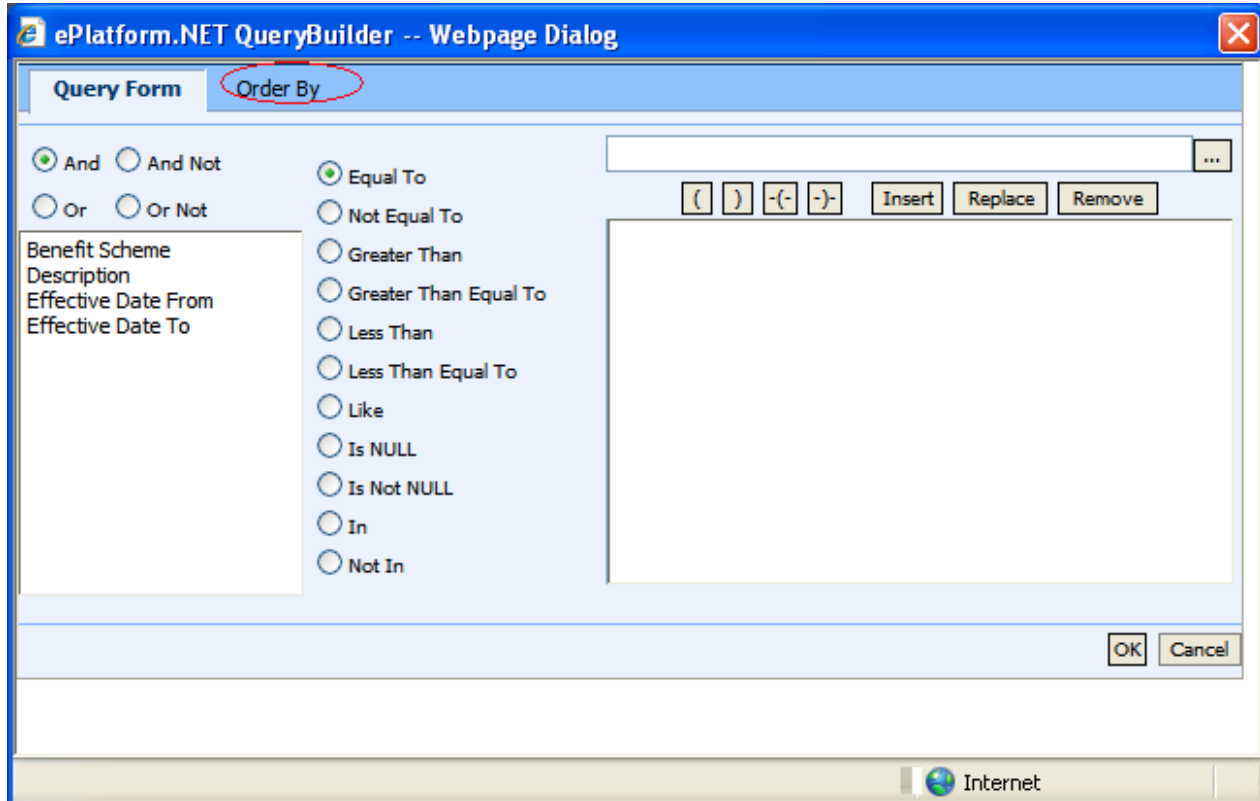 ePlatform.NET QueryBuilder -- Webpage Dialog
Query Form Order By
And And Not
Or Or Not
Benefit Scheme
Description
Effective Date From
Effective Date To
Equal To
Not Equal To
Greater Than
Greater Than Equal To
Less Than
Less Than Equal To
Like
Is NULL
Is Not NULL
In
Not In
...
( ) -(- -)- Insert Replace Remove
OK Cancel
Internet